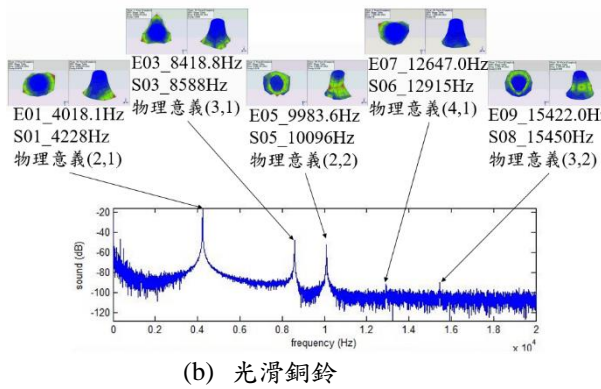 E03_8418.8Hz
S03_8588Hz
物理意義(3,1)
E07_12647.0Hz
S06_12915Hz
物理意義(4,1)
E01_4018.1Hz
S01_4228Hz
物理意義(2,1)
E05_9983.6Hz
S05_10096Hz
物理意義(2,2)
E09_15422.0Hz
S08_15450Hz
物理意義(3,2)
-20
-40
-60
-80
-100
-120
sound (dB)
0 0.2 0.4 0.6 0.8 1 1.2 1.4 1.6 1.8 2
frequency (Hz)
× 10⁴
(b) 光滑銅鈴